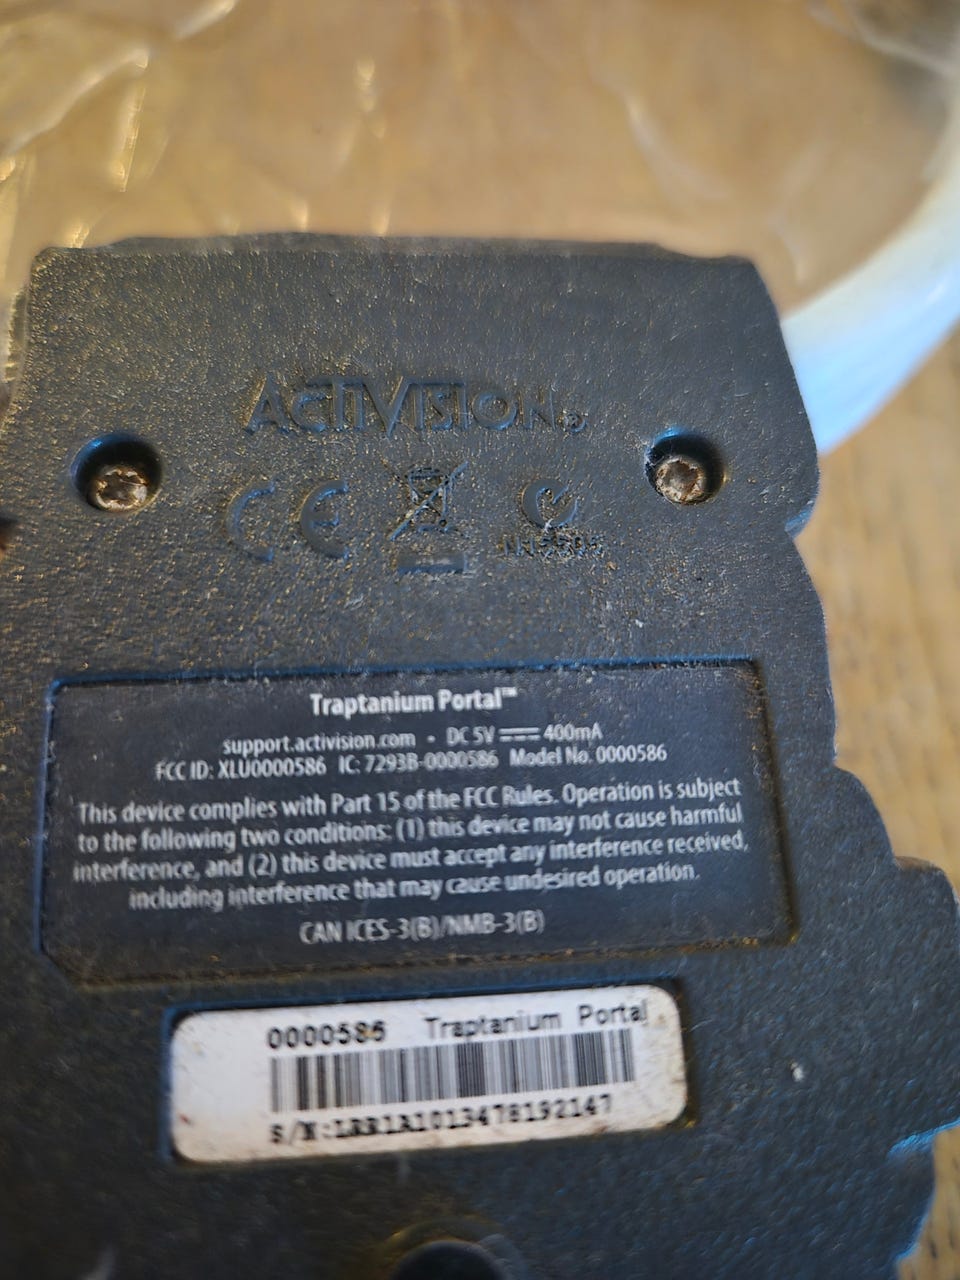 ACTIVISION®
CE
N15505
Traptanium Portal™
support.activision.com • DC 5V ⎓ 400mA
FCC ID: XLU0000586 IC: 7293B-0000586 Model No. 0000586
This device complies with Part 15 of the FCC Rules. Operation is subject
to the following two conditions: (1) this device may not cause harmful
interference, and (2) this device must accept any interference received,
including interference that may cause undesired operation.
CAN ICES-3(B)/NMB-3(B)
0000586 Traptanium Portal